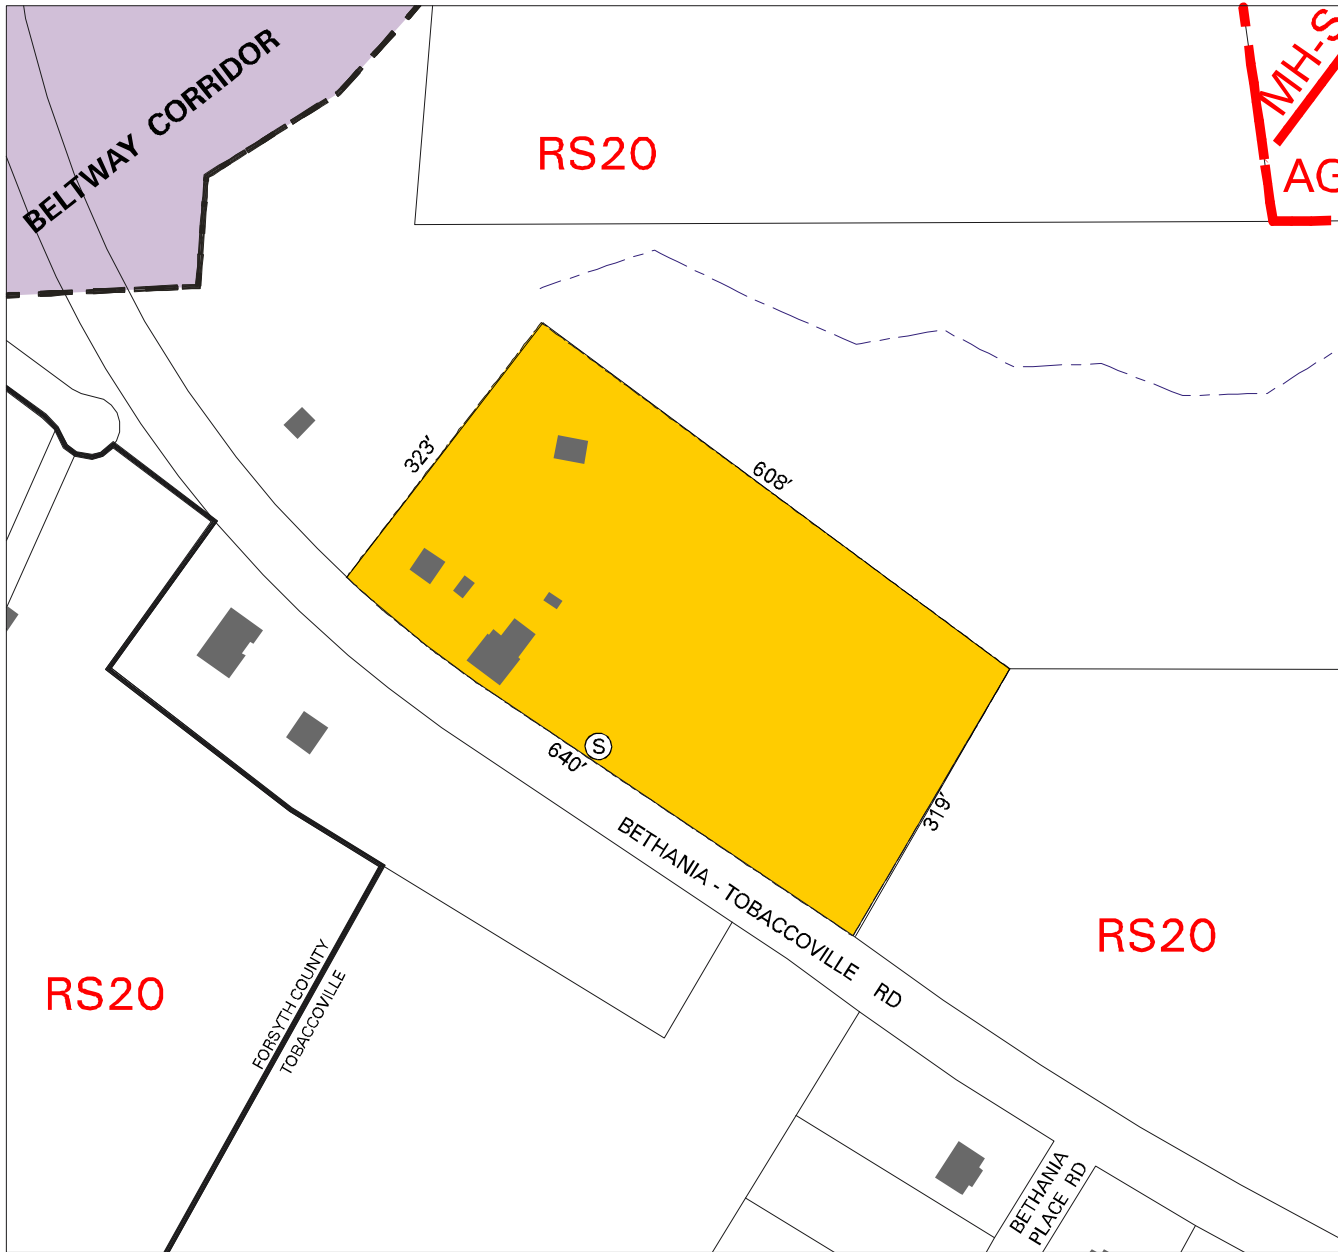 BELTWAY CORRIDOR
RS20
MH-S
AG
323′
608′
S
640′
319′
BETHANIA - TOBACCOVILLE RD
RS20
RS20
FORSYTH COUNTY
TOBACCOVILLE
BETHANIA
PLACE RD